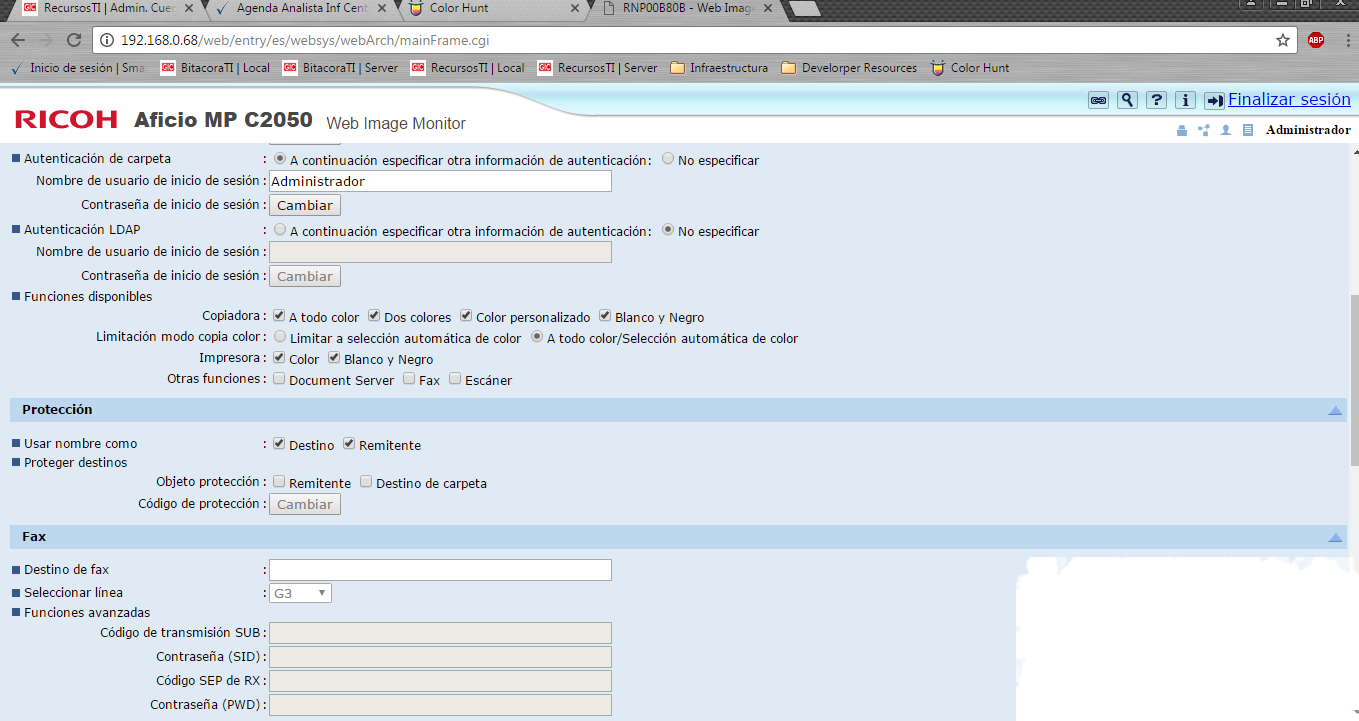 RecursosTI | Admin. Cuen
Agenda Analista Inf Cent
Color Hunt
RNP00B80B - Web Imag
192.168.0.68/web/entry/es/websys/webArch/mainFrame.cgi
ABP
Inicio de sesión | Sma
BitacoraTI | Local
BitacoraTI | Server
RecursosTI | Local
RecursosTI | Server
Infraestructura
Develorper Resources
Color Hunt
Finalizar sesión
RICOH Aficio MP C2050 Web Image Monitor
Administrador
Autenticación de carpeta : A continuación especificar otra información de autenticación: No especificar
Nombre de usuario de inicio de sesión : Administrador
Contraseña de inicio de sesión : Cambiar
Autenticación LDAP : A continuación especificar otra información de autenticación: No especificar
Nombre de usuario de inicio de sesión :
Contraseña de inicio de sesión : Cambiar
Funciones disponibles
Copiadora : A todo color Dos colores Color personalizado Blanco y Negro
Limitación modo copia color : Limitar a selección automática de color A todo color/Selección automática de color
Impresora : Color Blanco y Negro
Otras funciones : Document Server Fax Escáner
Protección
Usar nombre como : Destino Remitente
Proteger destinos
Objeto protección : Remitente Destino de carpeta
Código de protección : Cambiar
Fax
Destino de fax :
Seleccionar línea : G3
Funciones avanzadas
Código de transmisión SUB :
Contraseña (SID) :
Código SEP de RX :
Contraseña (PWD) :